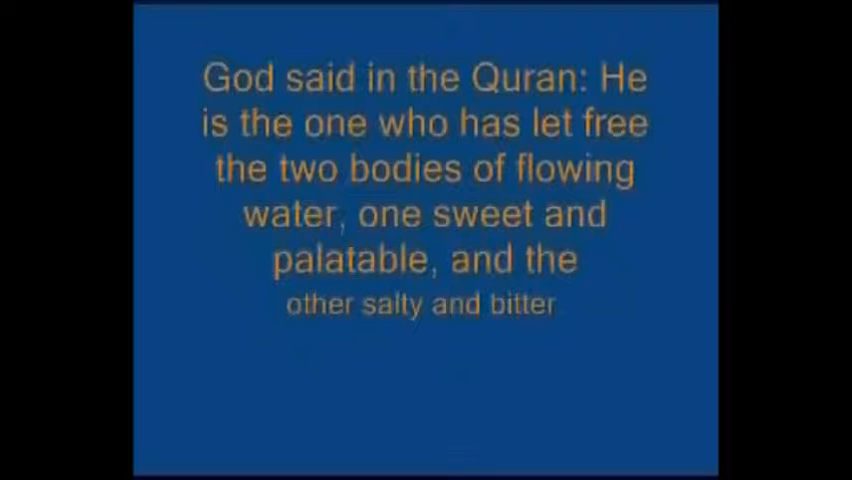 God said in the Quran: He
is the one who has let free
the two bodies of flowing
water, one sweet and
palatable, and the
other salty and bitter